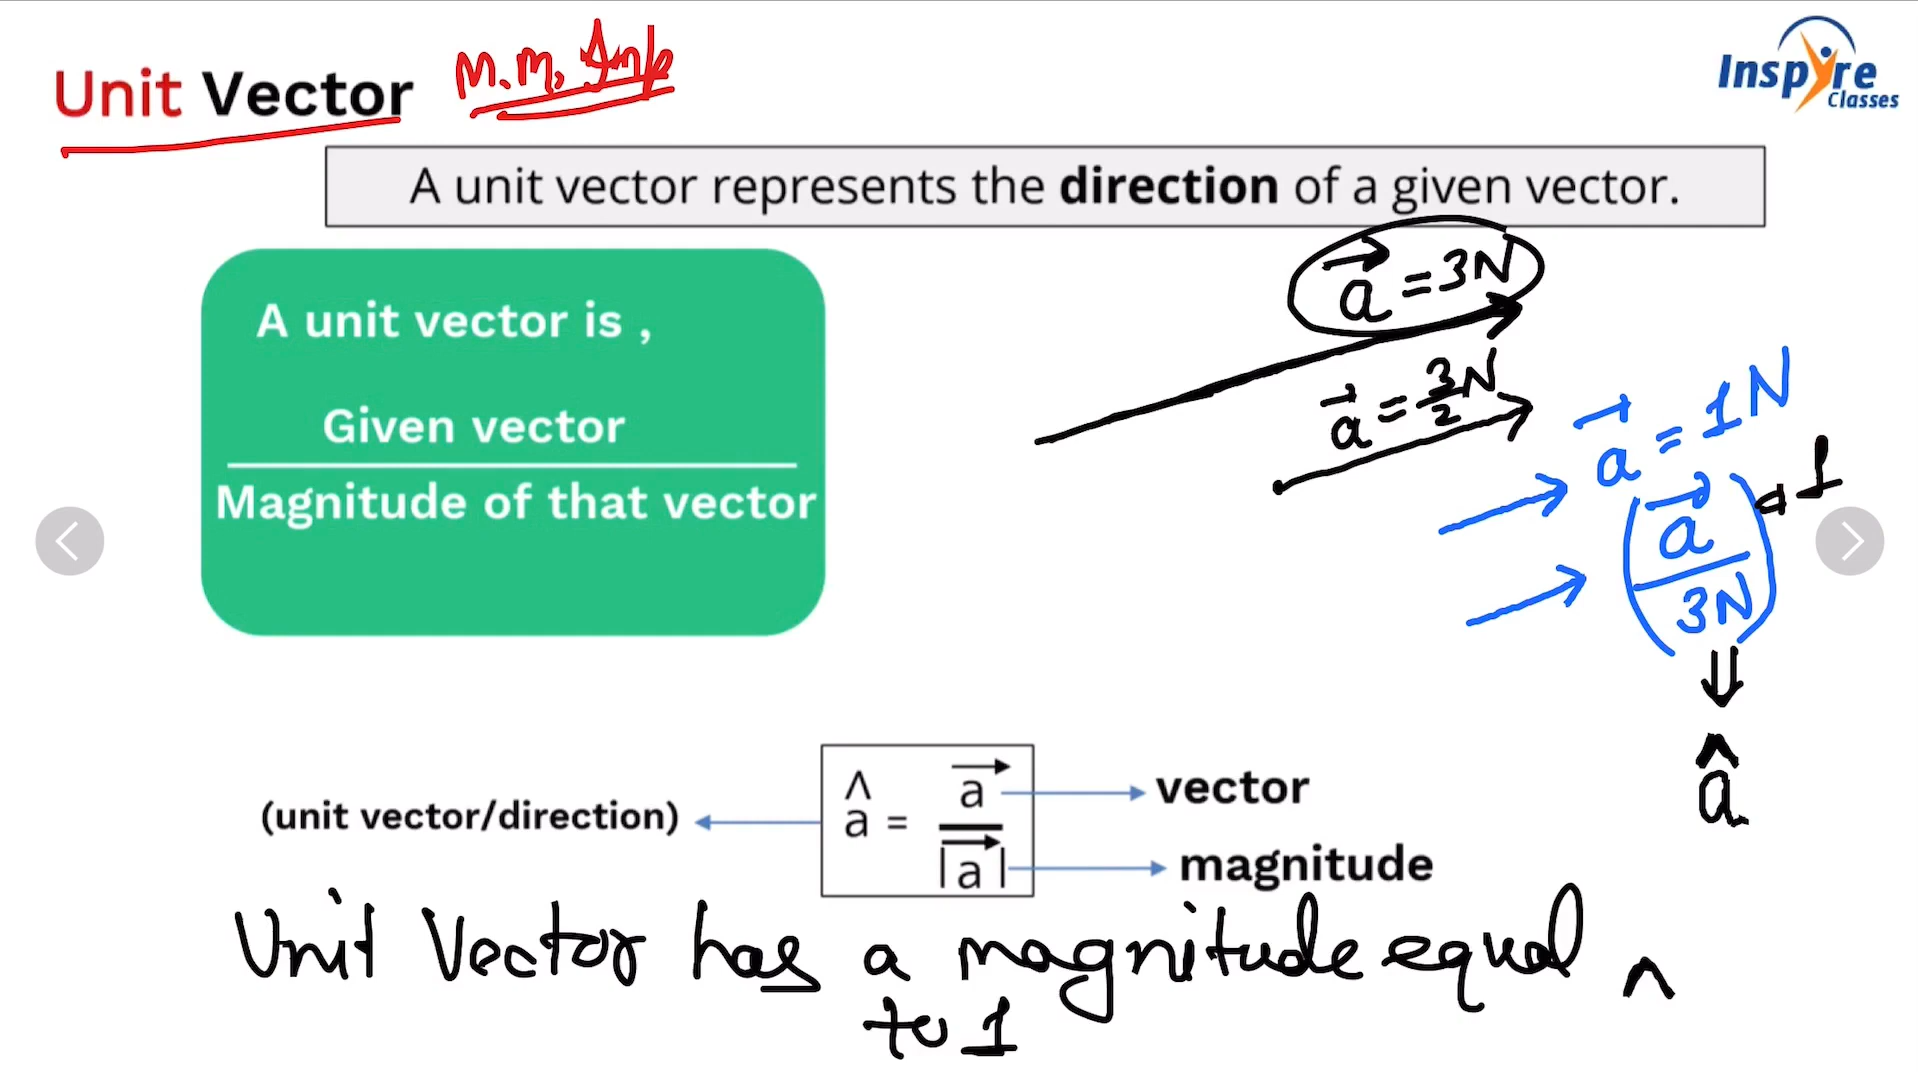 Unit Vector
M.M. Imp
Inspyre
Classes
A unit vector represents the direction of a given vector.
A unit vector is ,
Given vector
Magnitude of that vector
a⃗ = 3N
a⃗ = 3/2 N
a⃗ = 1N
1
(a⃗ / 3N)
⇓
â
(unit vector/direction)
â = a⃗ / |a⃗|
vector
magnitude
Unit Vector has a magnitude equal
to 1
^